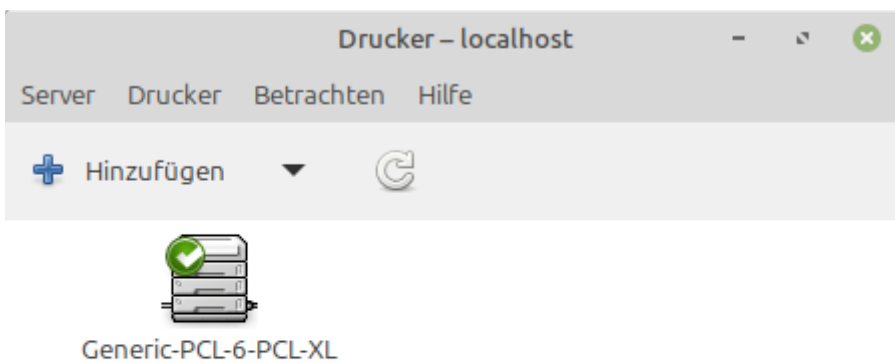 Drucker – localhost
Server Drucker Betrachten Hilfe
Hinzufügen
Generic-PCL-6-PCL-XL